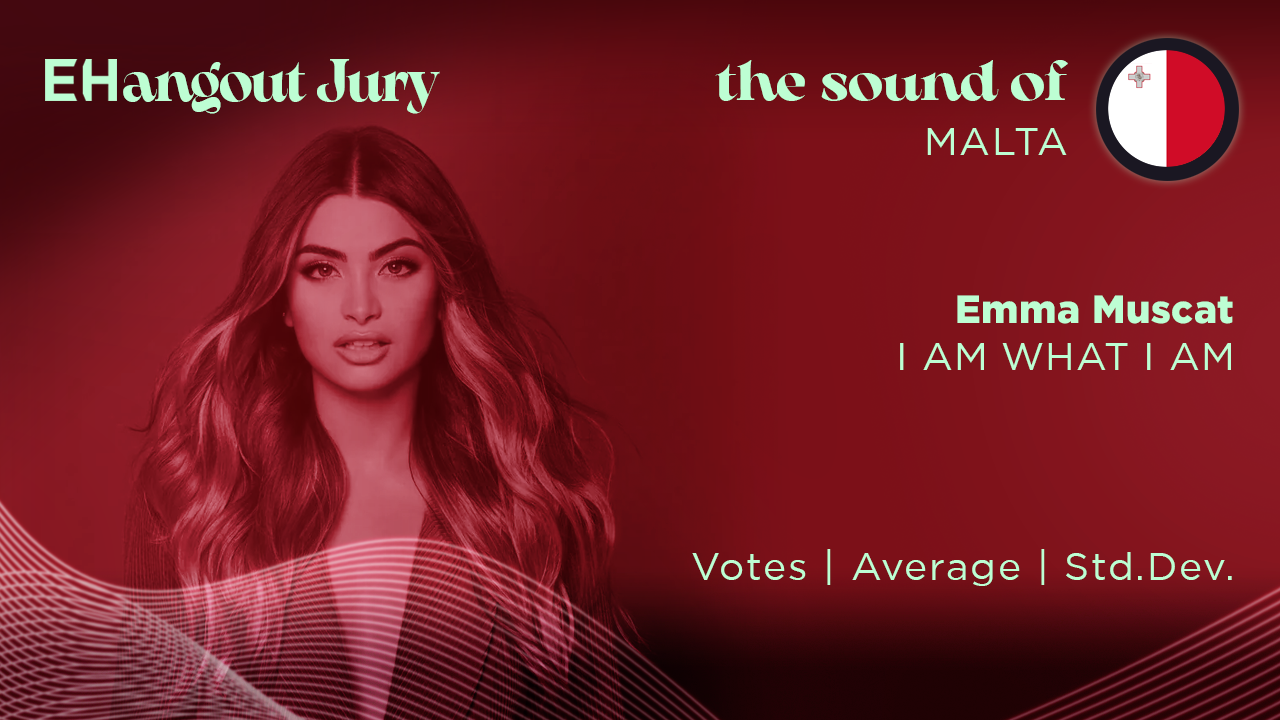 EHangout Jury
the sound of
MALTA
Emma Muscat
I AM WHAT I AM
Votes | Average | Std.Dev.